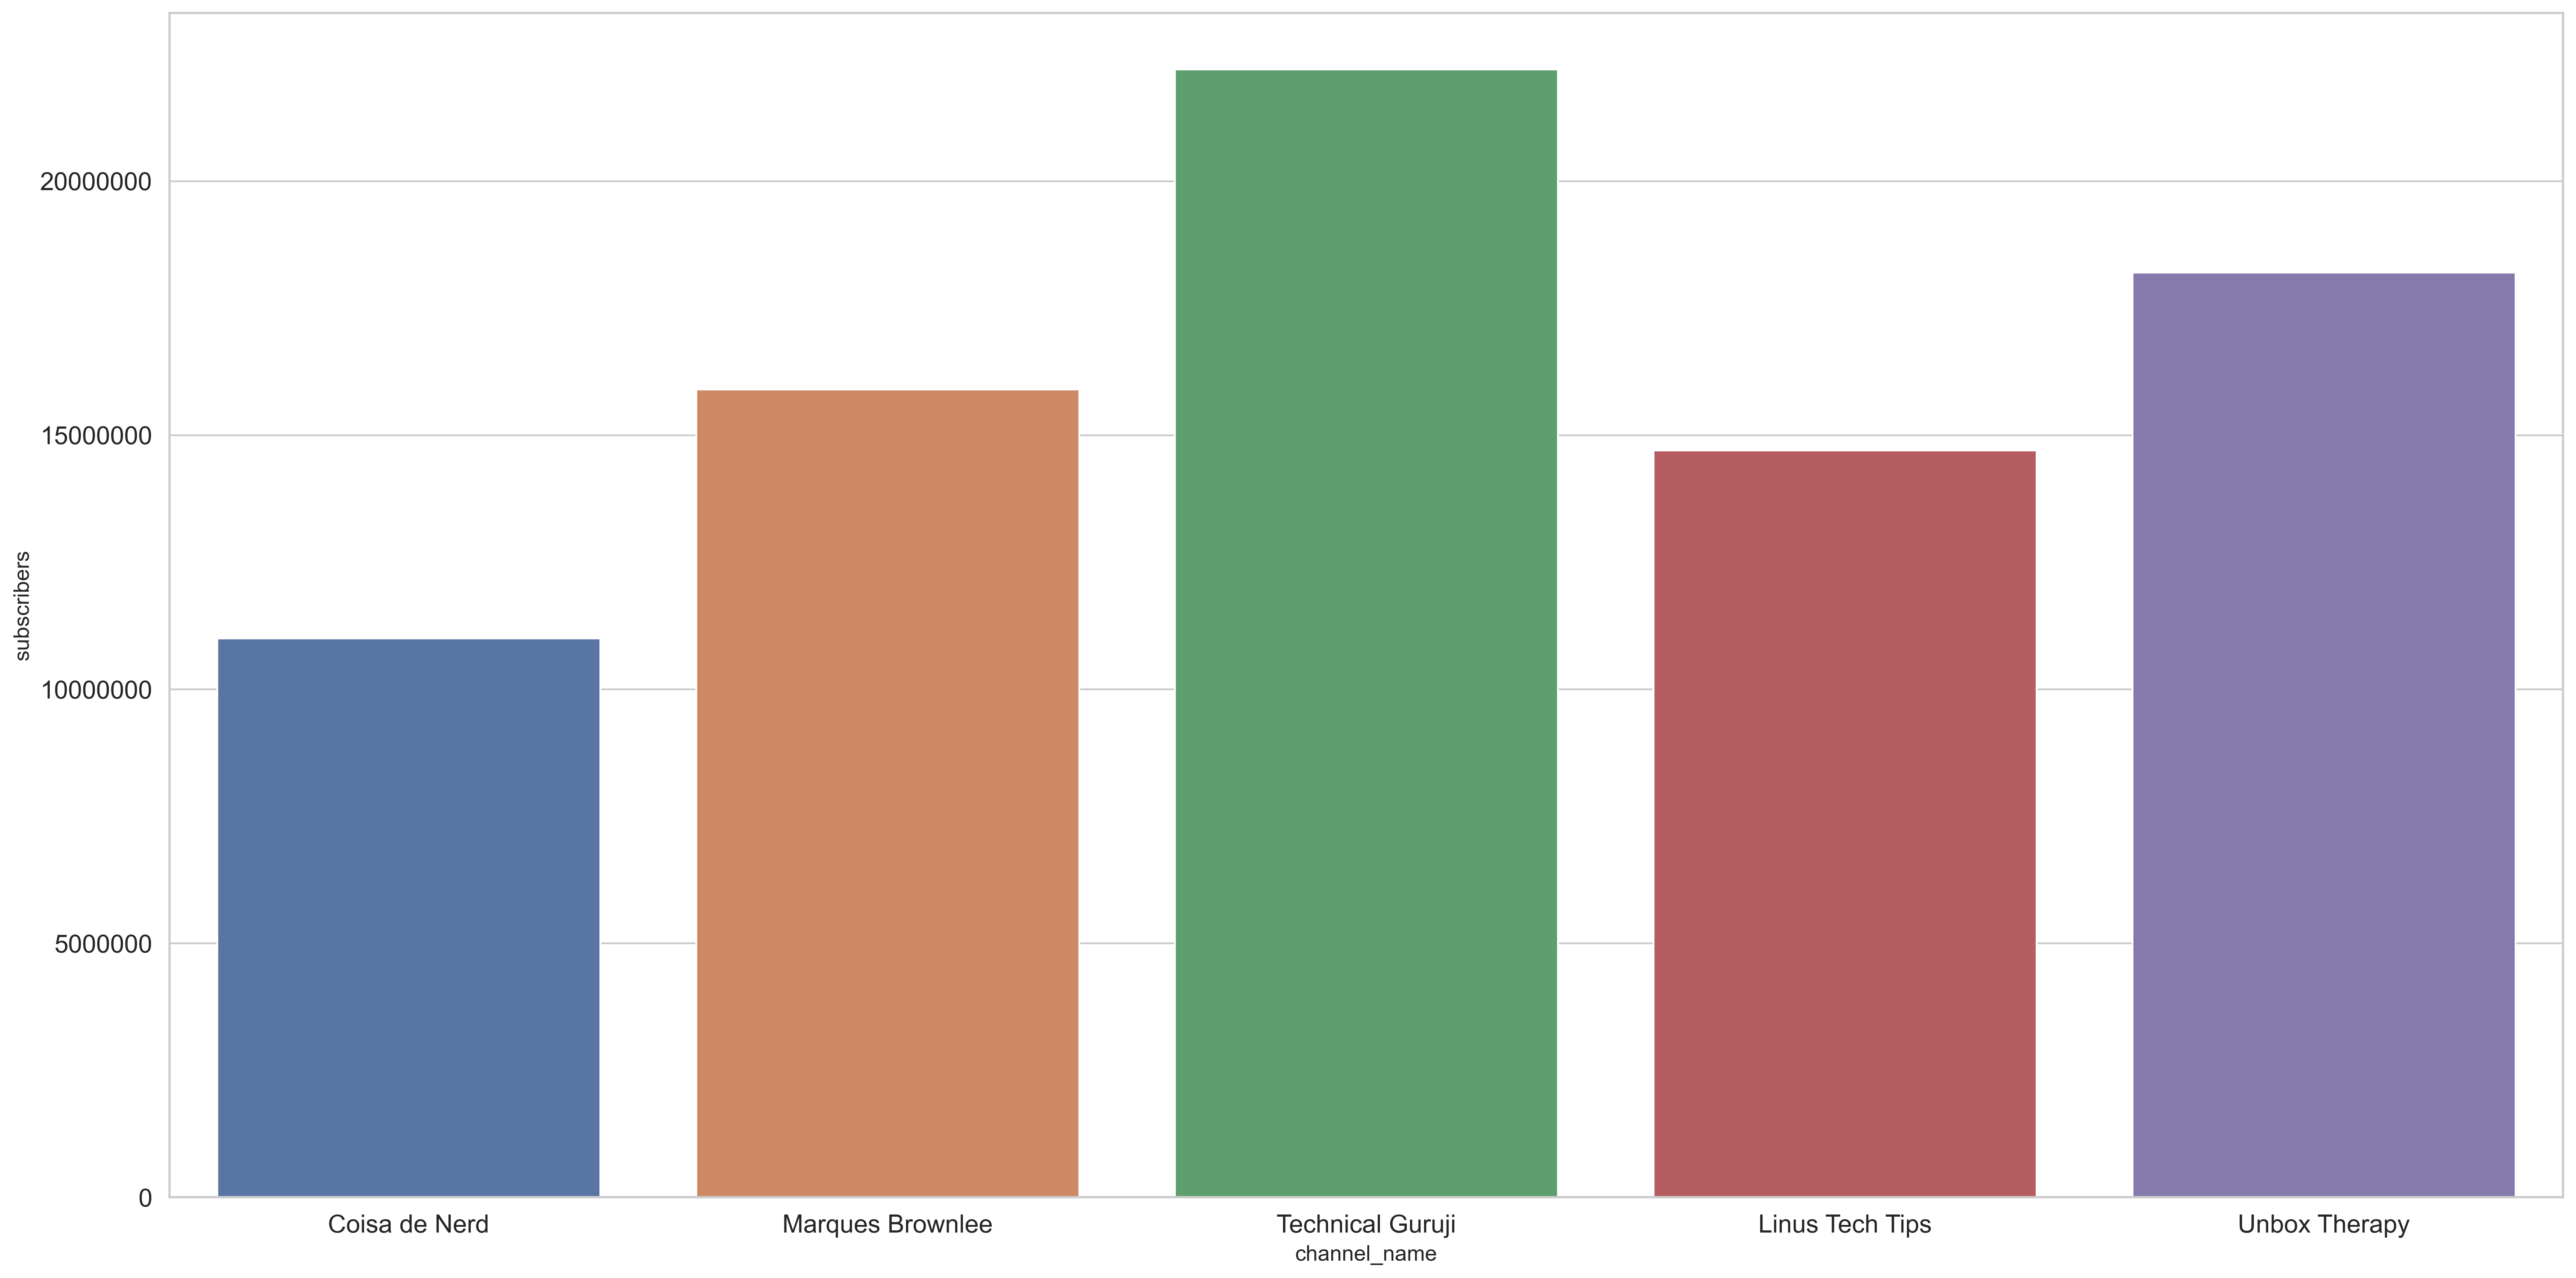 subscribers
20000000
15000000
10000000
5000000
0
Coisa de Nerd
Marques Brownlee
Technical Guruji
Linus Tech Tips
Unbox Therapy
channel_name